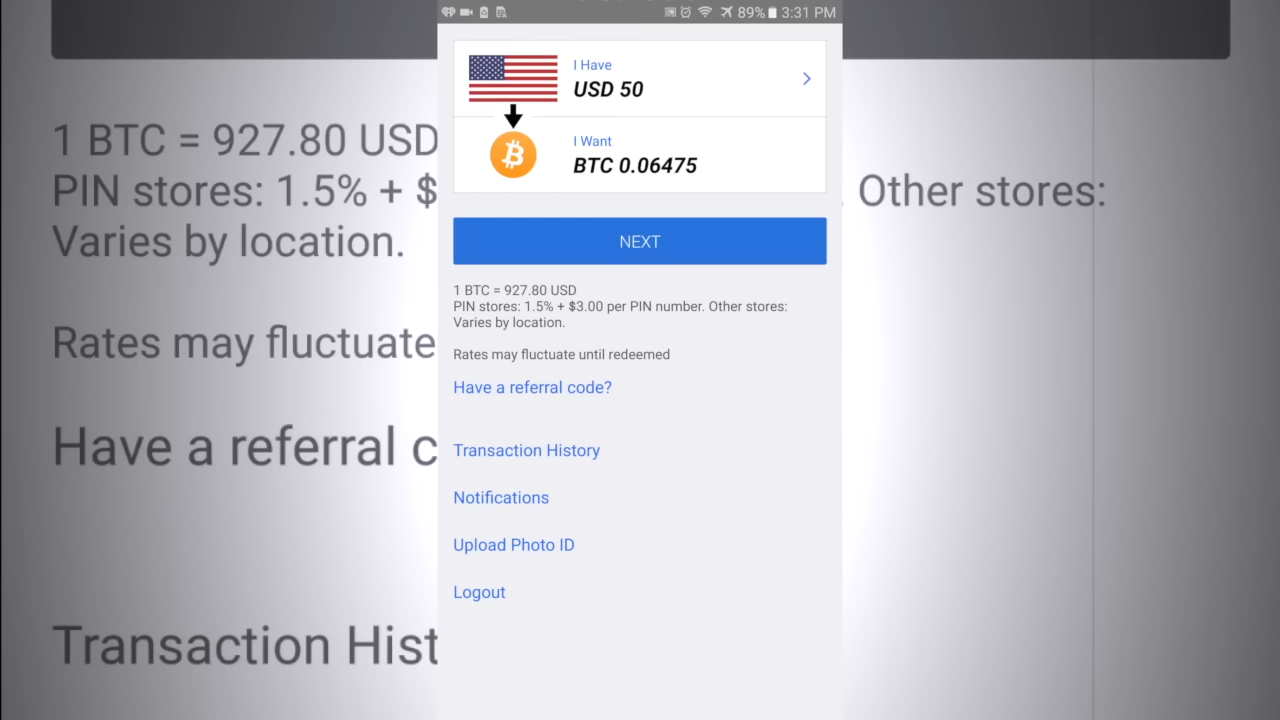 89% 3:31 PM
I Have
USD 50
I Want
BTC 0.06475
NEXT
1 BTC = 927.80 USD
PIN stores: 1.5% + $3.00 per PIN number. Other stores:
Varies by location.
Rates may fluctuate until redeemed
Have a referral code?
Transaction History
Notifications
Upload Photo ID
Logout
1 BTC = 927.80 USD
PIN stores: 1.5% + $
Other stores:
Varies by location.
Rates may fluctuate
Have a referral c
Transaction Hist